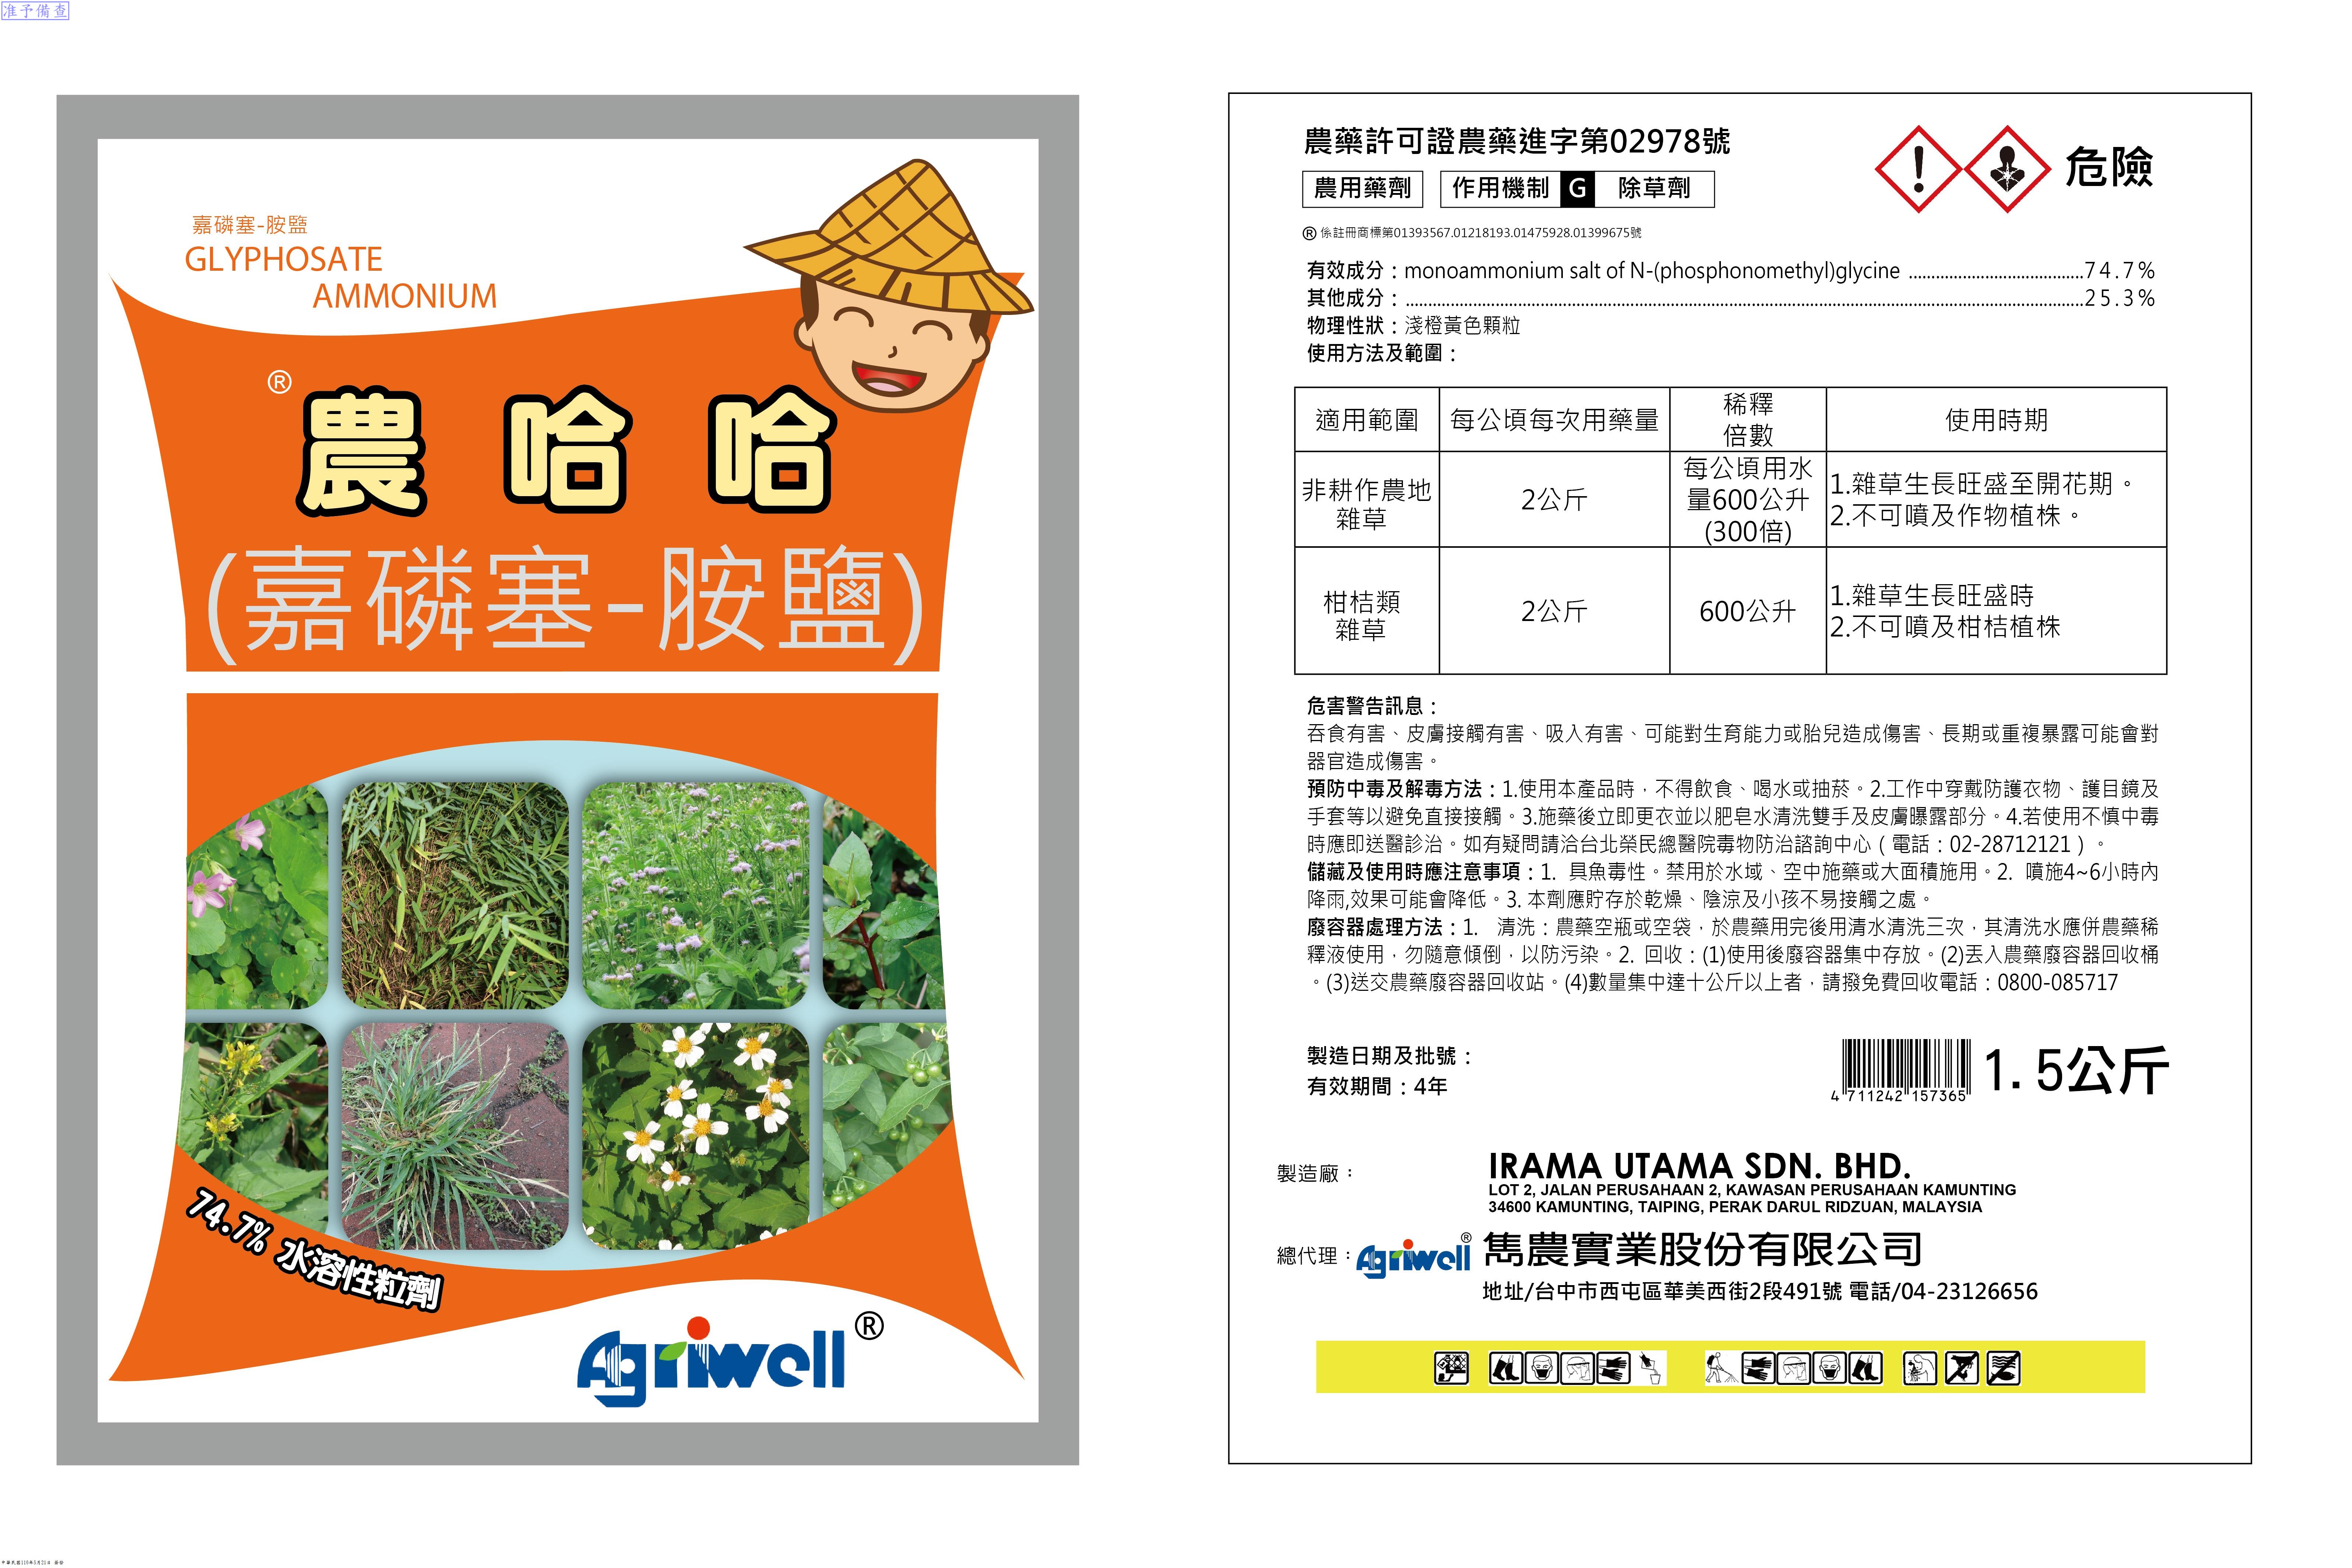 准予備查
嘉磷塞-胺鹽
GLYPHOSATE
AMMONIUM
®
農哈哈
(嘉磷塞-胺鹽)
74.7% 水溶性粒劑
Agriwell®
農藥許可證農藥進字第02978號
農用藥劑 作用機制 G 除草劑
危險
®係註冊商標第01393567.01218193.01475928.01399675號
有效成分：monoammonium salt of N-(phosphonomethyl)glycine .......................................74.7%
其他成分：.......................................................................................................................................................25.3%
物理性狀：淺橙黃色顆粒
使用方法及範圍：
適用範圍 每公頃每次用藥量 稀釋倍數 使用時期
非耕作農地雜草 2公斤 每公頃用水量600公升(300倍) 1.雜草生長旺盛至開花期。 2.不可噴及作物植株。
柑桔類雜草 2公斤 600公升 1.雜草生長旺盛時 2.不可噴及柑桔植株
危害警告訊息：
吞食有害、皮膚接觸有害、吸入有害、可能對生育能力或胎兒造成傷害、長期或重複暴露可能會對
器官造成傷害。
預防中毒及解毒方法：1.使用本產品時，不得飲食、喝水或抽菸。2.工作中穿戴防護衣物、護目鏡及
手套等以避免直接接觸。3.施藥後立即更衣並以肥皂水清洗雙手及皮膚曝露部分。4.若使用不慎中毒
時應即送醫診治。如有疑問請洽台北榮民總醫院毒物防治諮詢中心（電話：02-28712121）。
儲藏及使用時應注意事項：1. 具魚毒性。禁用於水域、空中施藥或大面積施用。2. 噴施4~6小時內
降雨,效果可能會降低。3. 本劑應貯存於乾燥、陰涼及小孩不易接觸之處。
廢容器處理方法：1. 清洗：農藥空瓶或空袋，於農藥用完後用清水清洗三次，其清洗水應併農藥稀
釋液使用，勿隨意傾倒，以防污染。2. 回收：(1)使用後廢容器集中存放。(2)丟入農藥廢容器回收桶
。(3)送交農藥廢容器回收站。(4)數量集中達十公斤以上者，請撥免費回收電話：0800-085717
製造日期及批號：
有效期間：4年
4 711242 157365
1.5公斤
製造廠：
IRAMA UTAMA SDN. BHD.
LOT 2, JALAN PERUSAHAAN 2, KAWASAN PERUSAHAAN KAMUNTING
34600 KAMUNTING, TAIPING, PERAK DARUL RIDZUAN, MALAYSIA
總代理：Agriwell® 雋農實業股份有限公司
地址/台中市西屯區華美西街2段491號 電話/04-23126656